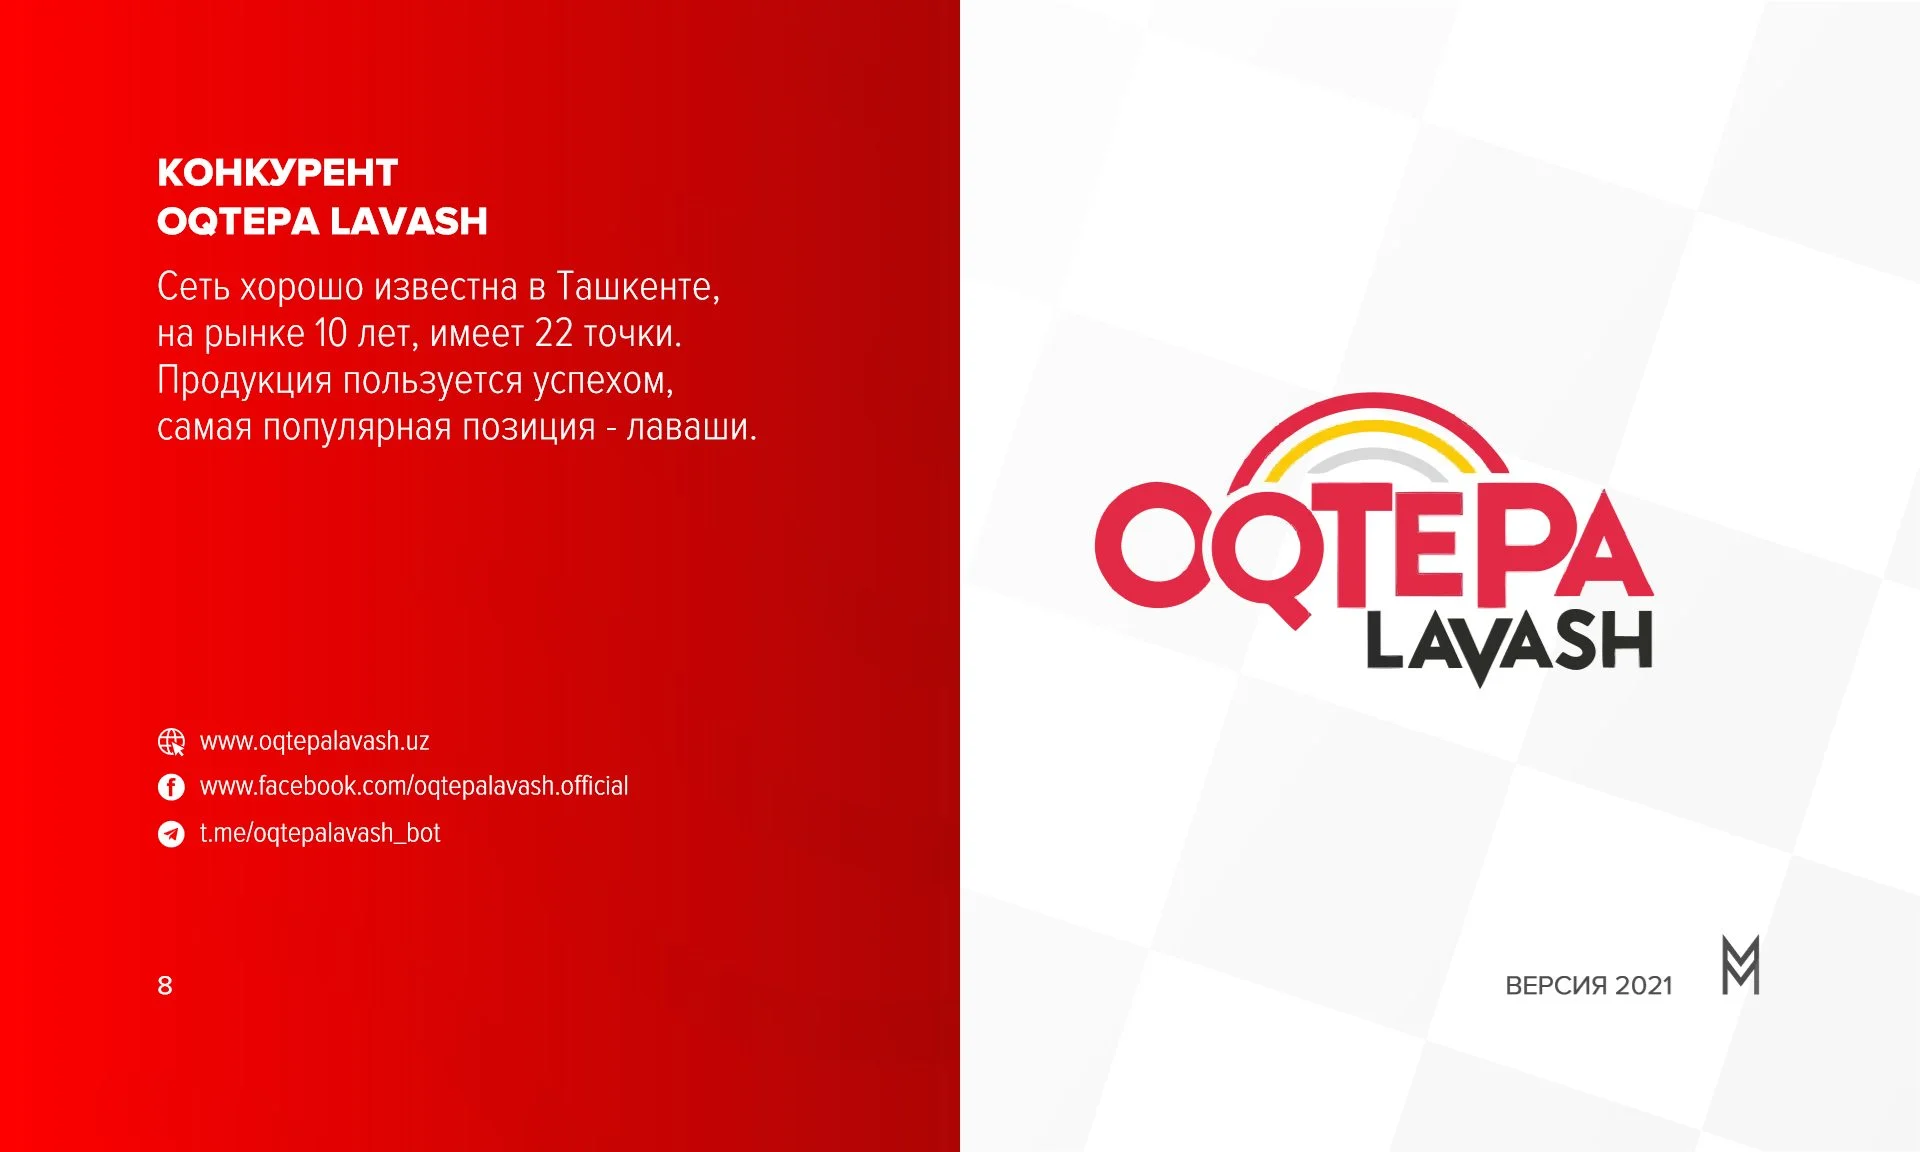 КОНКУРЕНТ
OQTEPA LAVASH
Сеть хорошо известна в Ташкенте,
на рынке 10 лет, имеет 22 точки.
Продукция пользуется успехом,
самая популярная позиция - лаваши.
www.oqtepalavash.uz
www.facebook.com/oqtepalavash.official
t.me/oqtepalavash_bot
8
OQTEPA
LAVASH
ВЕРСИЯ 2021